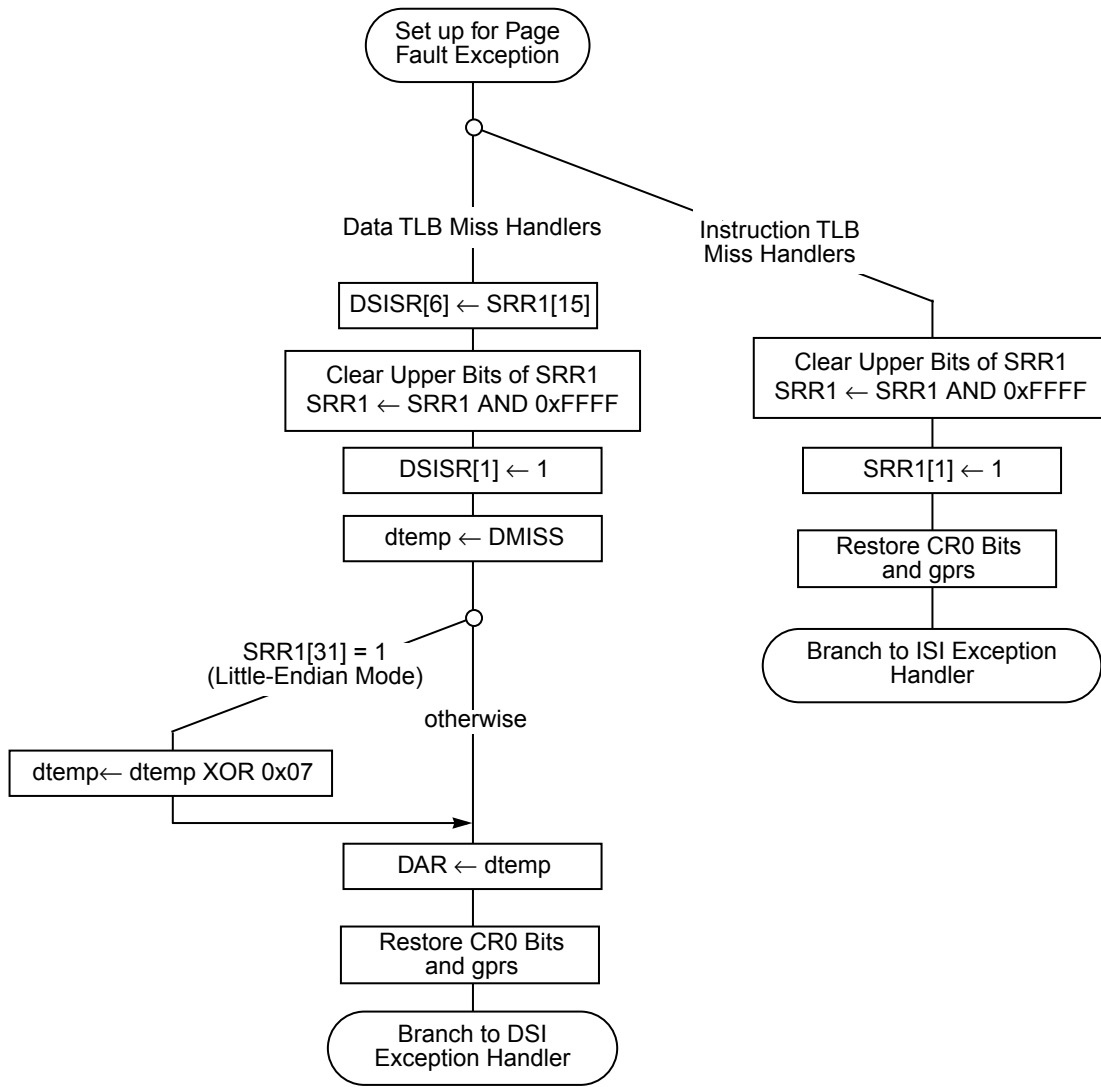 Set up for Page
Fault Exception
Data TLB Miss Handlers
Instruction TLB
Miss Handlers
DSISR[6] ← SRR1[15]
Clear Upper Bits of SRR1
SRR1 ← SRR1 AND 0xFFFF
DSISR[1] ← 1
dtemp ← DMISS
Clear Upper Bits of SRR1
SRR1 ← SRR1 AND 0xFFFF
SRR1[1] ← 1
Restore CR0 Bits
and gprs
Branch to ISI Exception
Handler
SRR1[31] = 1
(Little-Endian Mode)
otherwise
dtemp← dtemp XOR 0x07
DAR ← dtemp
Restore CR0 Bits
and gprs
Branch to DSI
Exception Handler